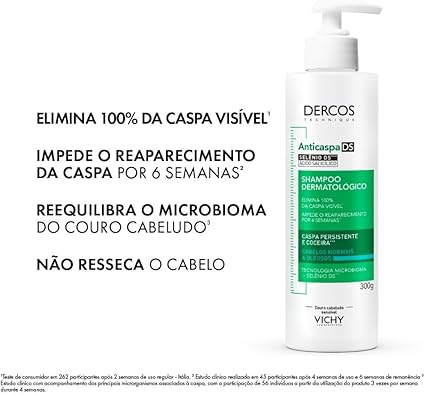 ELIMINA 100% DA CASPA VISÍVEL¹
IMPEDE O REAPARECIMENTO
DA CASPA POR 6 SEMANAS²
REEQUILIBRA O MICROBIOMA
DO COURO CABELUDO³
NÃO RESSECA O CABELO
DERCOS
TECHNIQUE
Anticaspa DS
SELÊNIO DS
ÁCIDO SALICÍLICO
SHAMPOO
DERMATOLÓGICO
ELIMINA 100%
DA CASPA VISÍVEL*
IMPEDE O REAPARECIMENTO
POR 6 SEMANAS**
CASPA PERSISTENTE
E COCEIRA***
CABELOS NORMAIS
A OLEOSOS
TECNOLOGIA MICROBIOMA
– SELÊNIO DS
300g
Couro cabeludo
sensível
VICHY
LABORATOIRES
¹Teste de consumidor em 262 participantes após 2 semanas de uso regular - Itália. ² Estudo clínico realizado em 45 participantes após 4 semanas de uso e 6 semanas de remanência ³
Estudo clínico com acompanhamento dos principais microrganismos associados à caspa, com a participação de 56 indivíduos a partir da utilização do produto 3 vezes por semana
durante 4 semanas.